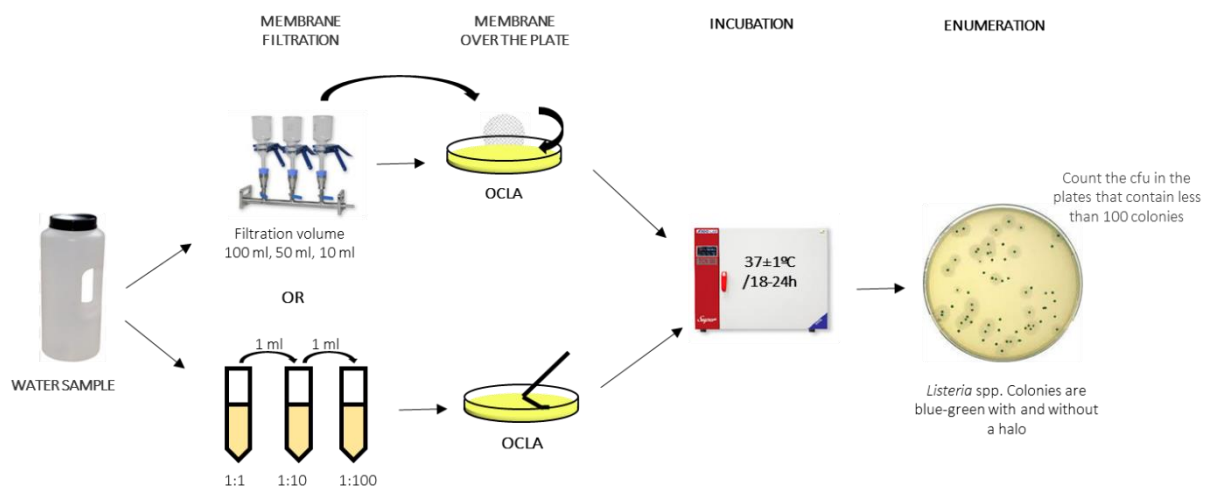 MEMBRANE
FILTRATION
MEMBRANE
OVER THE PLATE
INCUBATION
ENUMERATION
OCLA
Filtration volume
100 ml, 50 ml, 10 ml
OR
WATER SAMPLE
1 ml
1 ml
1:1
1:10
1:100
OCLA
37±1ºC
/18-24h
Count the cfu in the
plates that contain less
than 100 colonies
Listeria spp. Colonies are
blue-green with and without
a halo